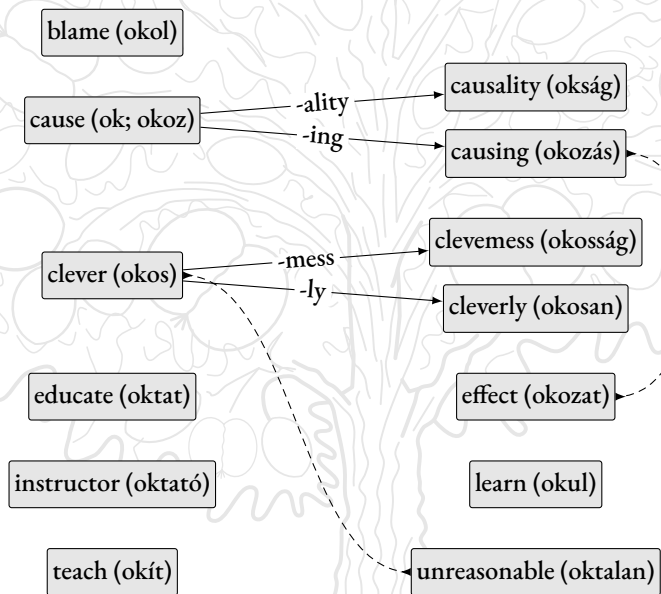 blame (okol)
cause (ok; okoz)
-ality
-ing
causality (okság)
causing (okozás)
clever (okos)
-mess
-ly
clevemess (okosság)
cleverly (okosan)
educate (oktat)
effect (okozat)
instructor (oktató)
learn (okul)
teach (okít)
unreasonable (oktalan)